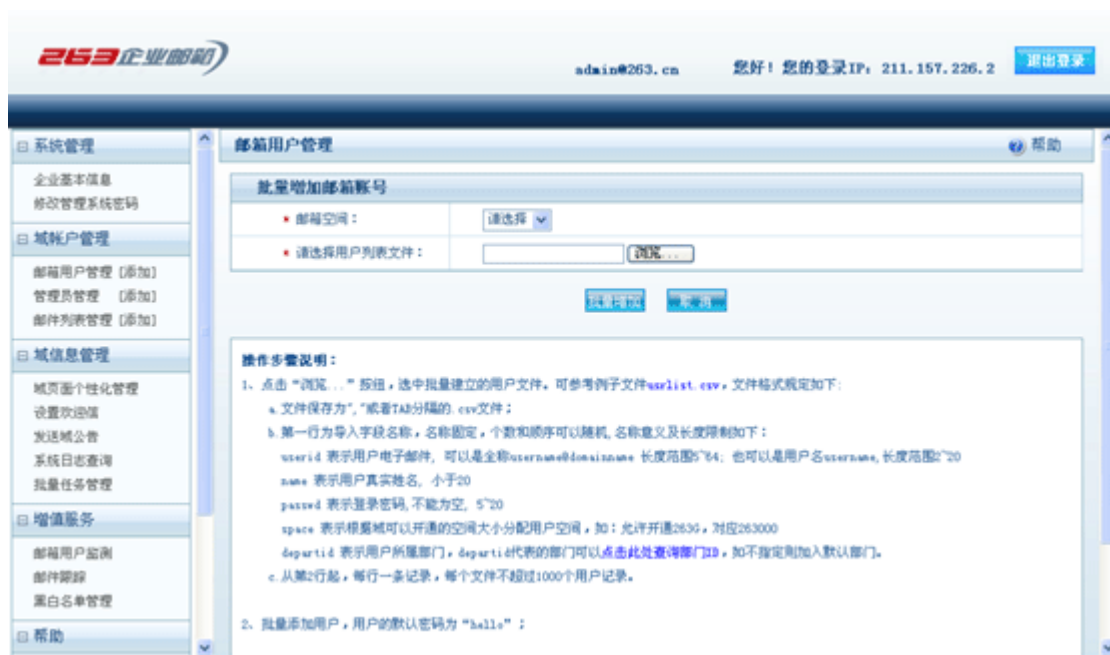 263企业邮箱
admin@263.cn 您好！您的登录IP：211.157.226.2 退出登录
系统管理
企业基本信息
修改管理系统密码
域帐户管理
邮箱用户管理 [添加]
管理员管理 [添加]
邮件列表管理 [添加]
域信息管理
域页面个性化管理
设置欢迎信
发送域公告
系统日志查询
批量任务管理
增值服务
邮箱用户监测
邮件跟踪
黑白名单管理
帮助
邮箱用户管理 帮助
批量增加邮箱账号
* 邮箱空间： 请选择
* 请选择用户列表文件： 浏览...
批量增加 取 消
操作步骤说明：
1、点击 “浏览...” 按钮，选中批量建立的用户文件。可参考例子文件userlist.csv，文件格式规定如下:
a.文件保存为","或者TAB分隔的.csv文件；
b.第一行为导入字段名称，名称固定，个数和顺序可以随机,名称意义及长度限制如下：
userid 表示用户电子邮件, 可以是全称username@domainname 长度范围5~64; 也可以是用户名username,长度范围2~20
name 表示用户真实姓名, 小于20
passwd 表示登录密码,不能为空, 5~20
space 表示根据域可以开通的空间大小分配用户空间，如：允许开通263G，对应263000
departid 表示用户所属部门，departid代表的部门可以点击此处查询部门ID，如不指定则加入默认部门。
c.从第2行起，每行一条记录，每个文件不超过1000个用户记录。
2、批量添加用户，用户的默认密码为 “hello” ；